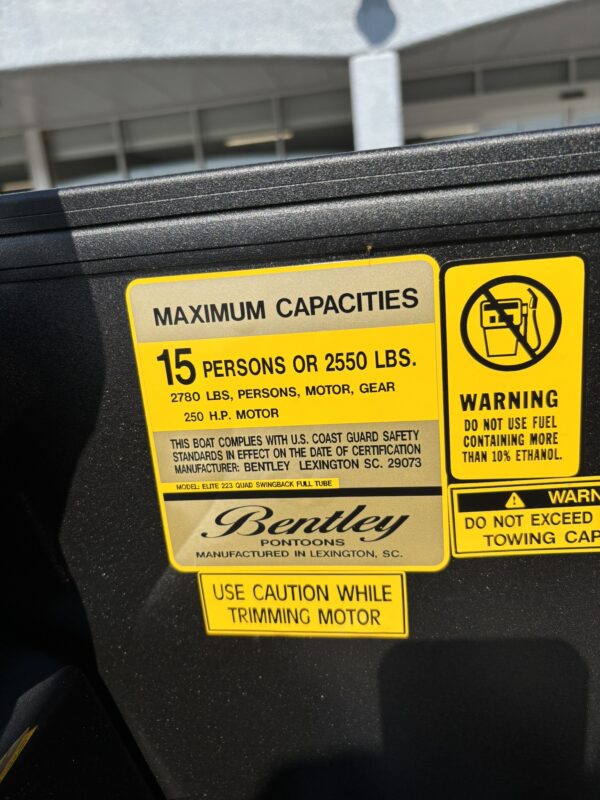 MAXIMUM CAPACITIES
15 PERSONS OR 2550 LBS.
2780 LBS, PERSONS, MOTOR, GEAR
250 H.P. MOTOR
THIS BOAT COMPLIES WITH U.S. COAST GUARD SAFETY
STANDARDS IN EFFECT ON THE DATE OF CERTIFICATION
MANUFACTURER: BENTLEY LEXINGTON SC. 29073
MODEL: ELITE 223 QUAD SWINGBACK FULL TUBE
Bentley
PONTOONS
MANUFACTURED IN LEXINGTON, SC.
USE CAUTION WHILE
TRIMMING MOTOR
WARNING
DO NOT USE FUEL
CONTAINING MORE
THAN 10% ETHANOL.
WARN
DO NOT EXCEED
TOWING CAP